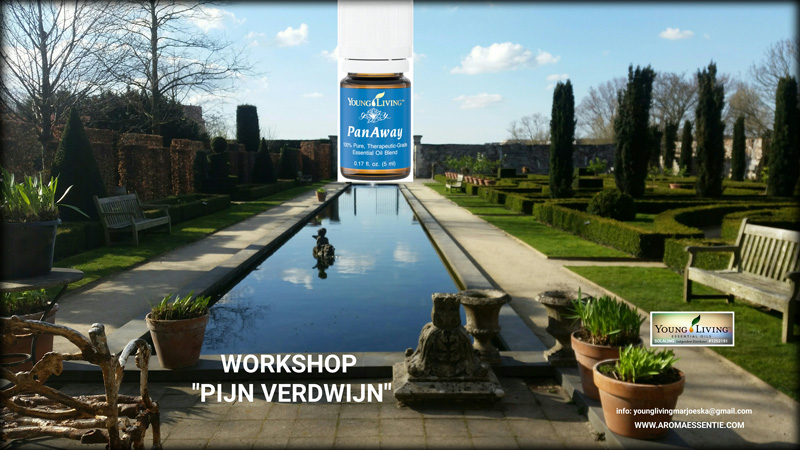 YOUNG LIVING
PanAway
100% Pure, Therapeutic-Grade
Essential Oil Blend
0.17 fl. oz. (5 ml)
YOUNG LIVING
ESSENTIAL OILS
WORKSHOP
"PIJN VERDWIJN"
info: younglivingmarjoeska@gmail.com
WWW.AROMAESSENTIE.COM